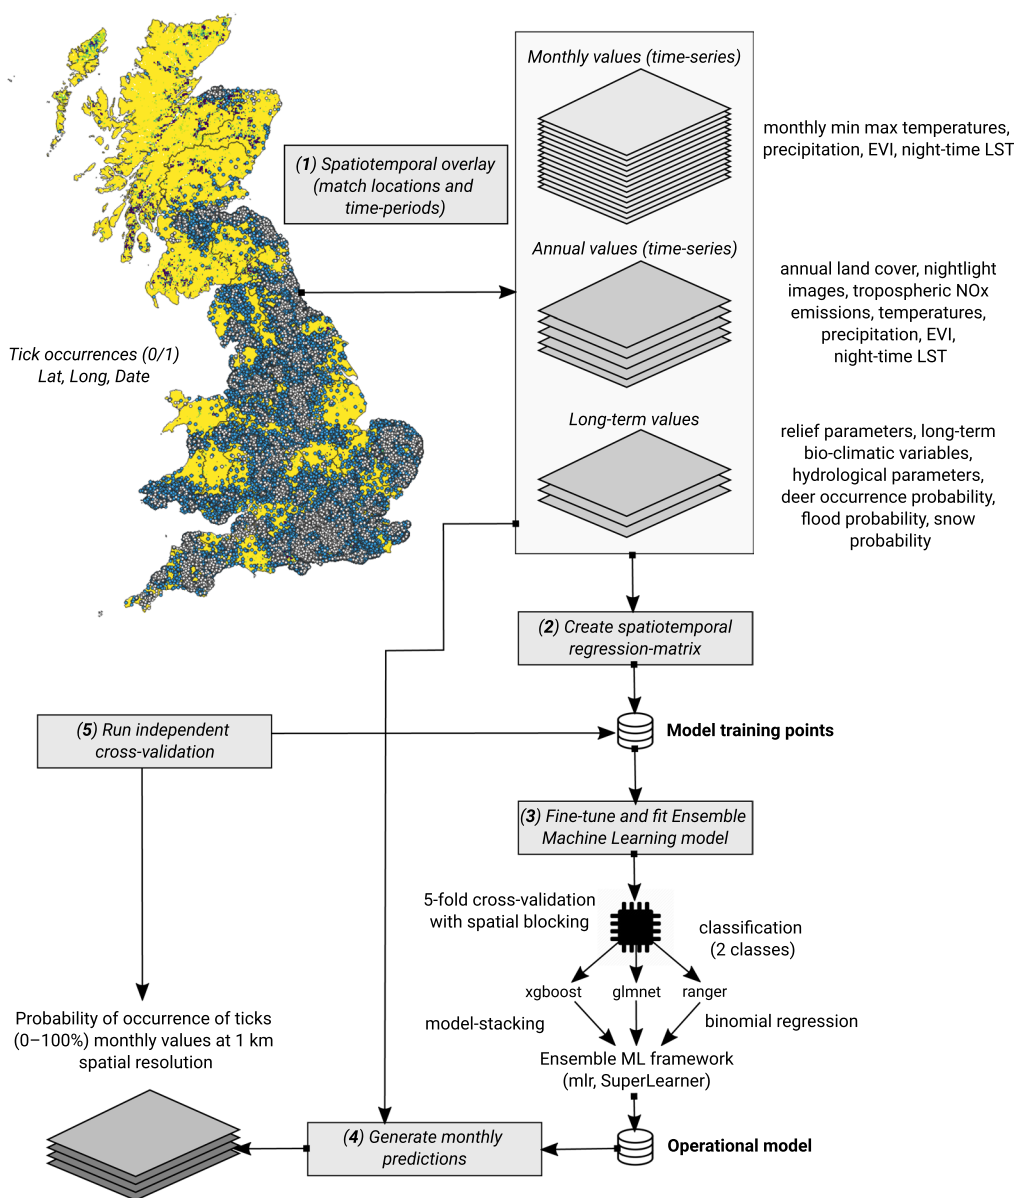 Monthly values (time-series)
monthly min max temperatures,
precipitation, EVI, night-time LST
(1) Spatiotemporal overlay
(match locations and
time-periods)
Annual values (time-series)
annual land cover, nightlight
images, tropospheric NOx
emissions, temperatures,
precipitation, EVI,
night-time LST
Tick occurrences (0/1)
Lat, Long, Date
Long-term values
relief parameters, long-term
bio-climatic variables,
hydrological parameters,
deer occurrence probability,
flood probability, snow
probability
(2) Create spatiotemporal
regression-matrix
(5) Run independent
cross-validation
Model training points
(3) Fine-tune and fit Ensemble
Machine Learning model
5-fold cross-validation
with spatial blocking
classification
(2 classes)
xgboost
glmnet
ranger
model-stacking
binomial regression
Probability of occurrence of ticks
(0–100%) monthly values at 1 km
spatial resolution
Ensemble ML framework
(mlr, SuperLearner)
(4) Generate monthly
predictions
Operational model